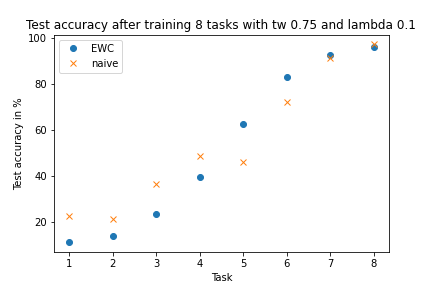 Test accuracy after training 8 tasks with tw 0.75 and lambda 0.1
100
EWC
naive
80
60
40
20
Test accuracy in %
1 2 3 4 5 6 7 8
Task